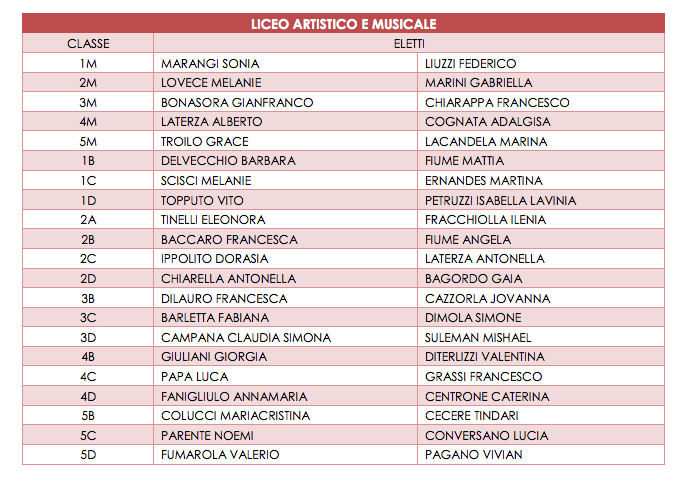 LICEO ARTISTICO E MUSICALE
CLASSE ELETTI
1M MARANGI SONIA LIUZZI FEDERICO
2M LOVECE MELANIE MARINI GABRIELLA
3M BONASORA GIANFRANCO CHIARAPPA FRANCESCO
4M LATERZA ALBERTO COGNATA ADALGISA
5M TROILO GRACE LACANDELA MARINA
1B DELVECCHIO BARBARA FIUME MATTIA
1C SCISCI MELANIE ERNANDES MARTINA
1D TOPPUTO VITO PETRUZZI ISABELLA LAVINIA
2A TINELLI ELEONORA FRACCHIOLLA ILENIA
2B BACCARO FRANCESCA FIUME ANGELA
2C IPPOLITO DORASIA LATERZA ANTONELLA
2D CHIARELLA ANTONELLA BAGORDO GAIA
3B DILAURO FRANCESCA CAZZORLA JOVANNA
3C BARLETTA FABIANA DIMOLA SIMONE
3D CAMPANA CLAUDIA SIMONA SULEMAN MISHAEL
4B GIULIANI GIORGIA DITERLIZZI VALENTINA
4C PAPA LUCA GRASSI FRANCESCO
4D FANIGLIULO ANNAMARIA CENTRONE CATERINA
5B COLUCCI MARIACRISTINA CECERE TINDARI
5C PARENTE NOEMI CONVERSANO LUCIA
5D FUMAROLA VALERIO PAGANO VIVIAN